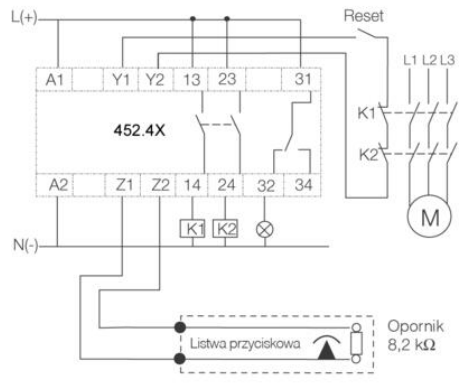 L(+)
Reset
L1 L2 L3
A1 Y1 Y2 13 23 31
K1
452.4X
K2
A2 Z1 Z2 14 24 32 34
M
K1 K2
N(-)
Opornik
Listwa przyciskowa
8,2 kΩ